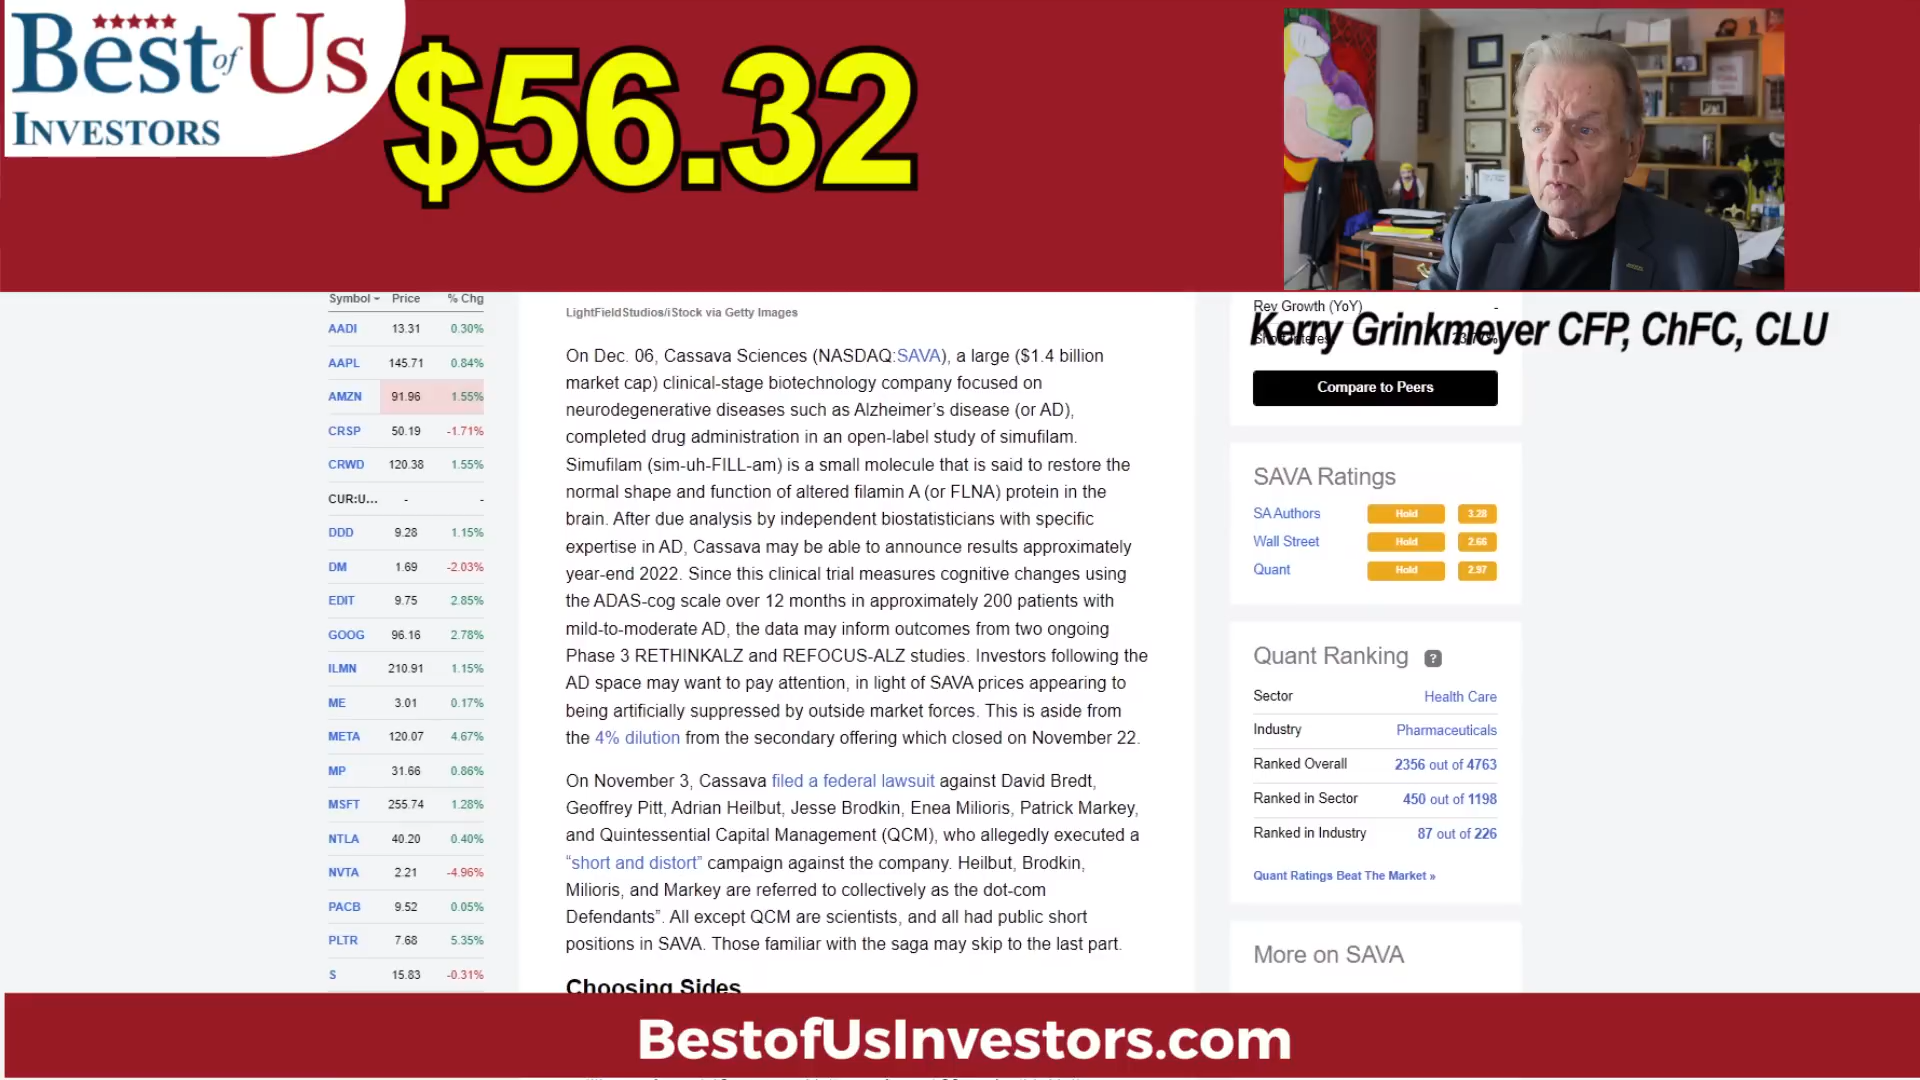 Best of Us
INVESTORS
$56.32
Kerry Grinkmeyer CFP, ChFC, CLU
Symbol Price % Chg
AADI 13.31 0.30%
AAPL 145.71 0.84%
AMZN 91.96 1.55%
CRSP 50.19 -1.71%
CRWD 120.38 1.55%
CUR:U... - -
DDD 9.28 1.15%
DM 1.69 -2.03%
EDIT 9.75 2.85%
GOOG 96.16 2.78%
ILMN 210.91 1.15%
ME 3.01 0.17%
META 120.07 4.67%
MP 31.66 0.86%
MSFT 255.74 1.28%
NTLA 40.20 0.40%
NVTA 2.21 -4.96%
PACB 9.52 0.05%
PLTR 7.68 5.35%
S 15.83 -0.31%
LightFieldStudios/iStock via Getty Images
On Dec. 06, Cassava Sciences (NASDAQ:SAVA), a large ($1.4 billion
market cap) clinical-stage biotechnology company focused on
neurodegenerative diseases such as Alzheimer's disease (or AD),
completed drug administration in an open-label study of simufilam.
Simufilam (sim-uh-FILL-am) is a small molecule that is said to restore the
normal shape and function of altered filamin A (or FLNA) protein in the
brain. After due analysis by independent biostatisticians with specific
expertise in AD, Cassava may be able to announce results approximately
year-end 2022. Since this clinical trial measures cognitive changes using
the ADAS-cog scale over 12 months in approximately 200 patients with
mild-to-moderate AD, the data may inform outcomes from two ongoing
Phase 3 RETHINKALZ and REFOCUS-ALZ studies. Investors following the
AD space may want to pay attention, in light of SAVA prices appearing to
being artificially suppressed by outside market forces. This is aside from
the 4% dilution from the secondary offering which closed on November 22.
On November 3, Cassava filed a federal lawsuit against David Bredt,
Geoffrey Pitt, Adrian Heilbut, Jesse Brodkin, Enea Milioris, Patrick Markey,
and Quintessential Capital Management (QCM), who allegedly executed a
“short and distort” campaign against the company. Heilbut, Brodkin,
Milioris, and Markey are referred to collectively as the dot-com
Defendants”. All except QCM are scientists, and all had public short
positions in SAVA. Those familiar with the saga may skip to the last part.
Choosing Sides
Rev Growth (YoY) -
Compare to Peers
SAVA Ratings
SA Authors Hold 3.28
Wall Street Hold 2.66
Quant Hold 2.97
Quant Ranking ?
Sector Health Care
Industry Pharmaceuticals
Ranked Overall 2356 out of 4763
Ranked in Sector 450 out of 1198
Ranked in Industry 87 out of 226
Quant Ratings Beat The Market »
More on SAVA
BestofUsInvestors.com